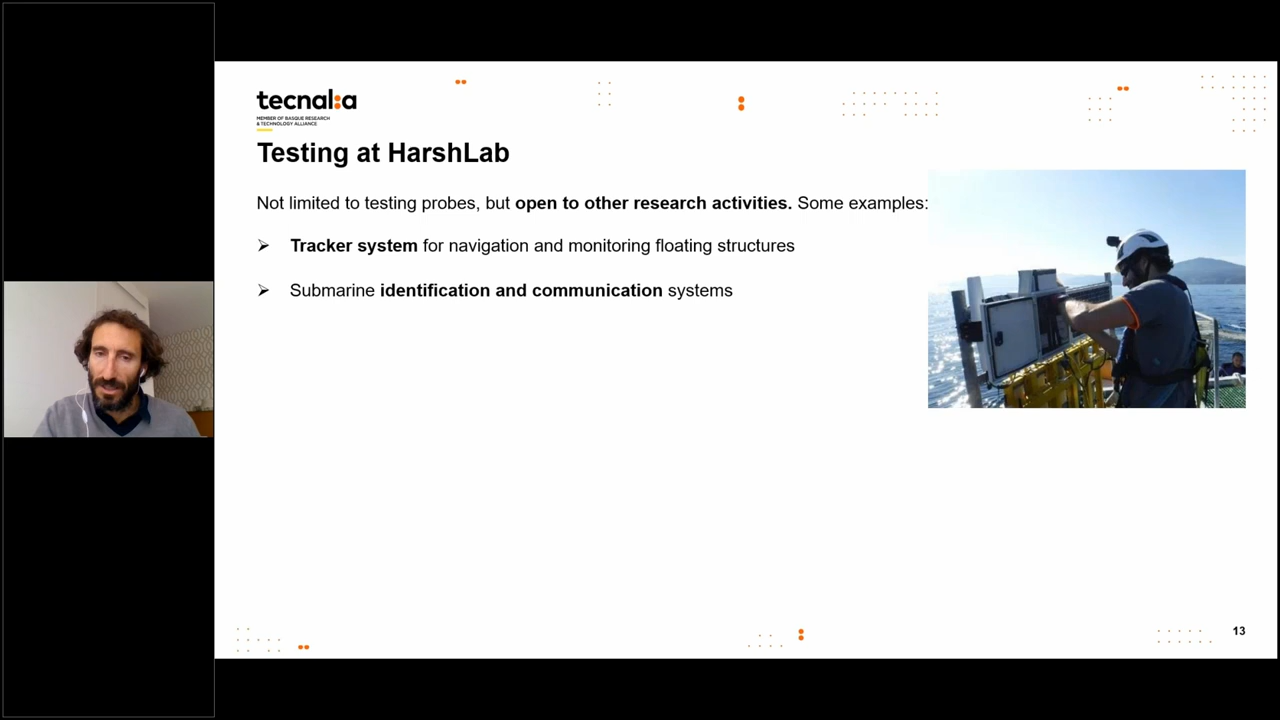 tecnal:a
MEMBER OF BASQUE RESEARCH
& TECHNOLOGY ALLIANCE
Testing at HarshLab
Not limited to testing probes, but open to other research activities. Some examples:
➢ Tracker system for navigation and monitoring floating structures
➢ Submarine identification and communication systems
13